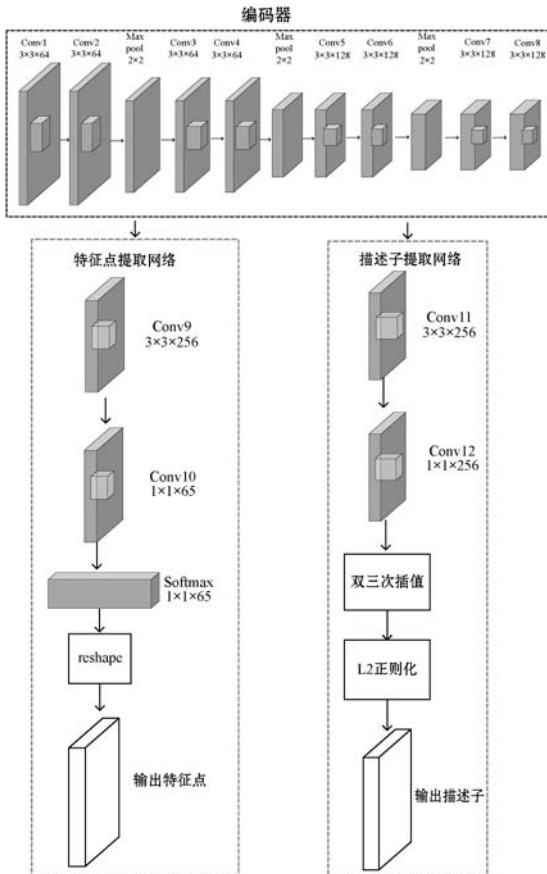 编码器
Conv1 Conv2 Max Conv3 Conv4 Max Conv5 Conv6 Max Conv7 Conv8
3×3×64 3×3×64 pool 3×3×64 3×3×64 pool 3×3×128 3×3×128 pool 3×3×128 3×3×128
2×2 2×2 2×2
特征点提取网络
Conv9
3×3×256
Conv10
1×1×65
Softmax
1×1×65
reshape
输出特征点
描述子提取网络
Conv11
3×3×256
Conv12
1×1×256
双三次插值
L2正则化
输出描述子